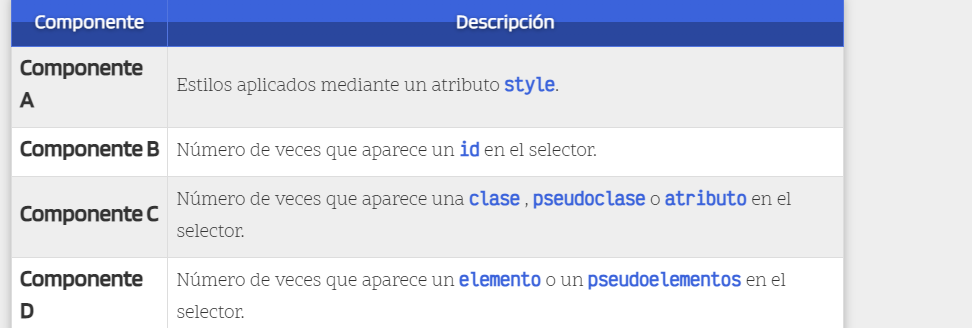 Componente Descripción
Componente
A
Estilos aplicados mediante un atributo style.
Componente B
Número de veces que aparece un id en el selector.
Componente C
Número de veces que aparece una clase , pseudoclase o atributo en el
selector.
Componente
D
Número de veces que aparece un elemento o un pseudoelementos en el
selector.